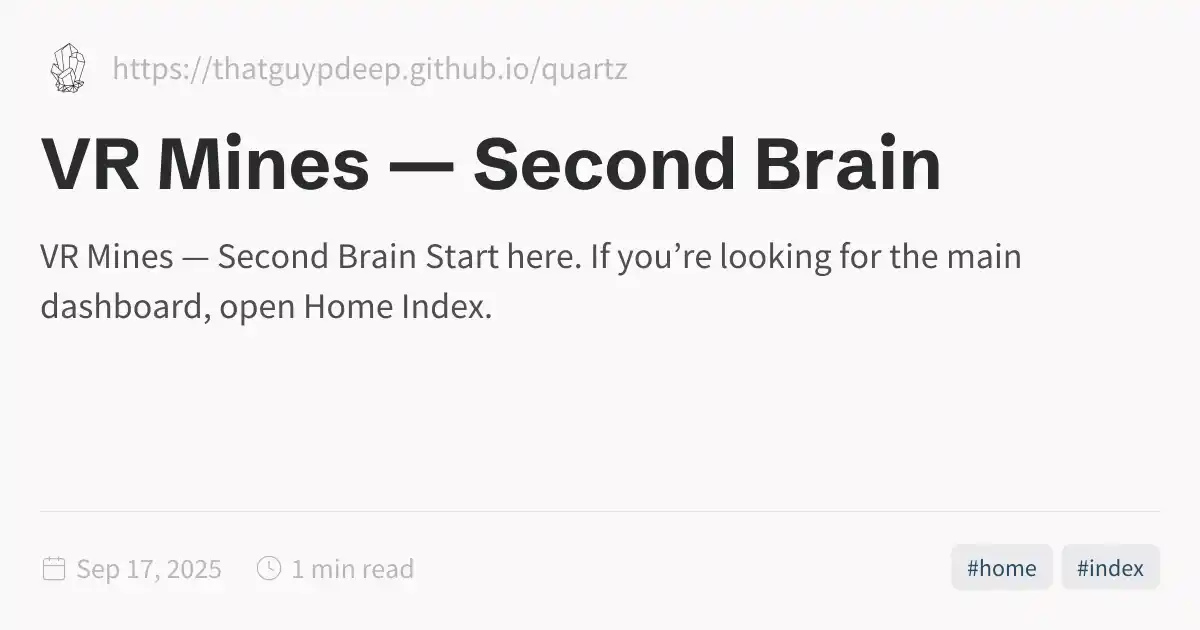 https://thatguypdeep.github.io/quartz
VR Mines — Second Brain
VR Mines — Second Brain Start here. If you’re looking for the main
dashboard, open Home Index.
Sep 17, 2025 1 min read #home #index